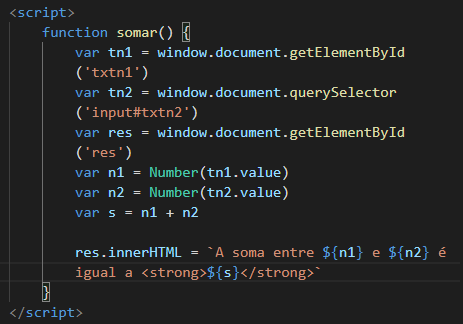 <script>
function somar() {
var tn1 = window.document.getElementById
('txtn1')
var tn2 = window.document.querySelector
('input#txtn2')
var res = window.document.getElementById
('res')
var n1 = Number(tn1.value)
var n2 = Number(tn2.value)
var s = n1 + n2
res.innerHTML = `A soma entre ${n1} e ${n2} é
igual a <strong>${s}</strong>`
}
</script>